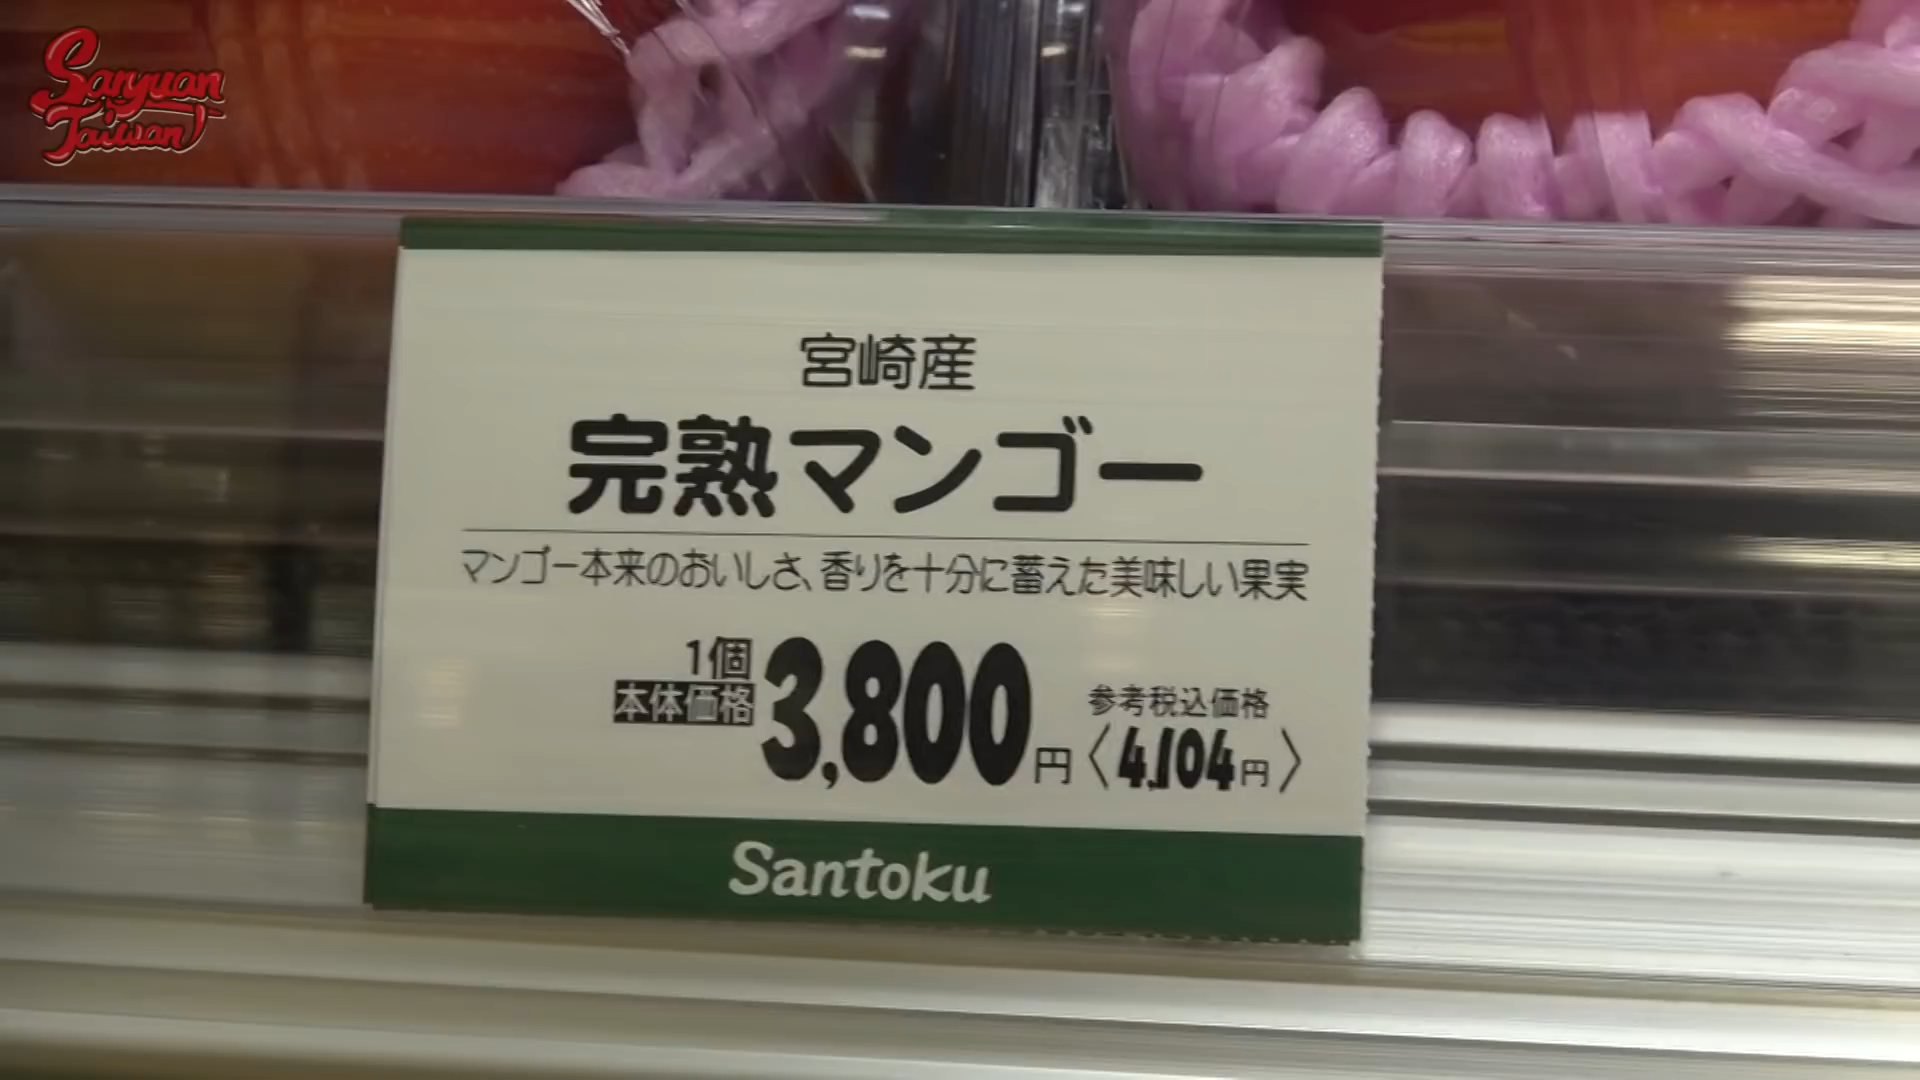 Sanyuan
Taiwan
宮崎産
完熟マンゴー
マンゴー本来のおいしさ、香りを十分に蓄えた美味しい果実
1個
本体価格 3,800円
参考税込価格
〈4,104円〉
Santoku